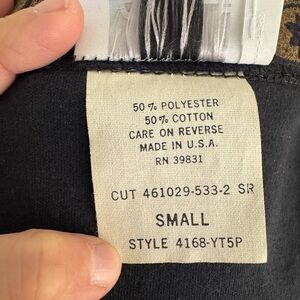 50% POLYESTER
50% COTTON
CARE ON REVERSE
MADE IN U.S.A.
RN 39831
CUT 461029-533-2 SR
SMALL
STYLE 4168-YT5P